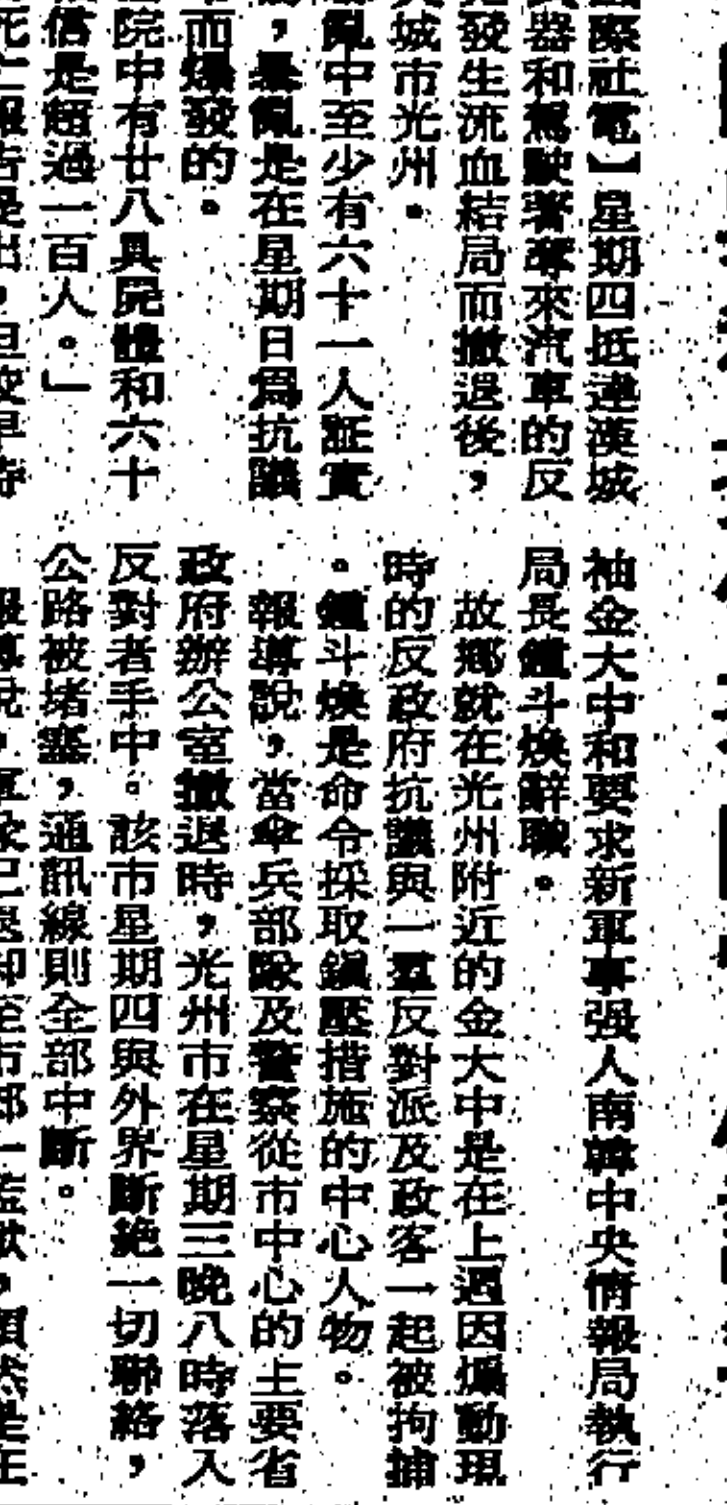 際社電】星期四抵達漢城
器和駕駛著奪來汽車的反
發生流血結局而撤退後，
城市光州。
亂中至少有六十一人証實
，暴亂是在星期日爲抗議
而爆發的。
院中有廿八具屍體和六十
信是超過一百人。」
死亡報告提出，但較早時
袖金大中和要求新軍事强人南韓中央情報局執行
局長鍾斗煥辭職。
故鄉就在光州附近的金大中是在上週因煽動現
時的反政府抗議與一羣反對派及政客一起被拘捕
。鍾斗煥是命令採取鎭壓措施的中心人物。
報導說，當傘兵部隊及警察從市中心的主要省
政府辦公室撤退時，光州市在星期三晚八時落入
反對者手中。該市星期四與外界斷絶一切聯絡，
公路被堵塞，通訊線則全部中斷。